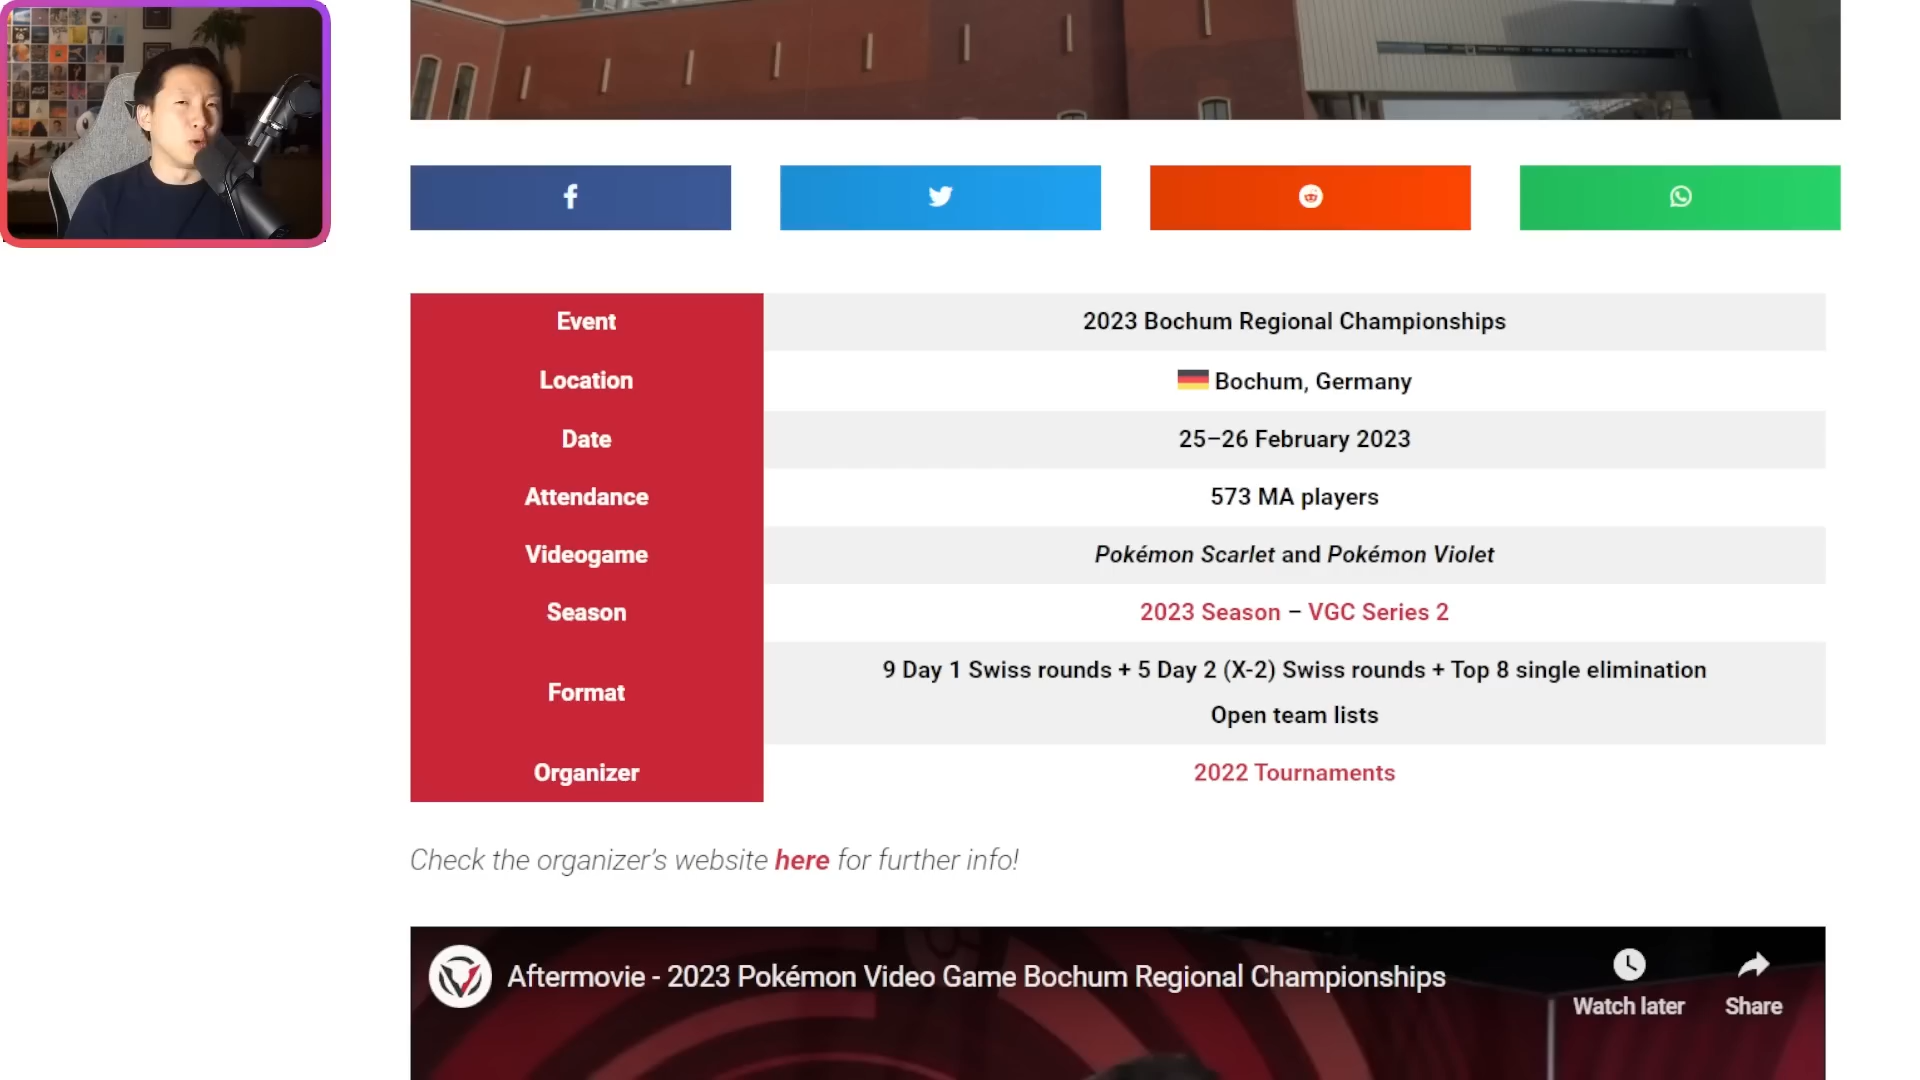 Event
2023 Bochum Regional Championships
Location
Bochum, Germany
Date
25–26 February 2023
Attendance
573 MA players
Videogame
Pokémon Scarlet and Pokémon Violet
Season
2023 Season – VGC Series 2
Format
9 Day 1 Swiss rounds + 5 Day 2 (X-2) Swiss rounds + Top 8 single elimination
Open team lists
Organizer
2022 Tournaments
Check the organizer's website here for further info!
Aftermovie - 2023 Pokémon Video Game Bochum Regional Championships
Watch later
Share